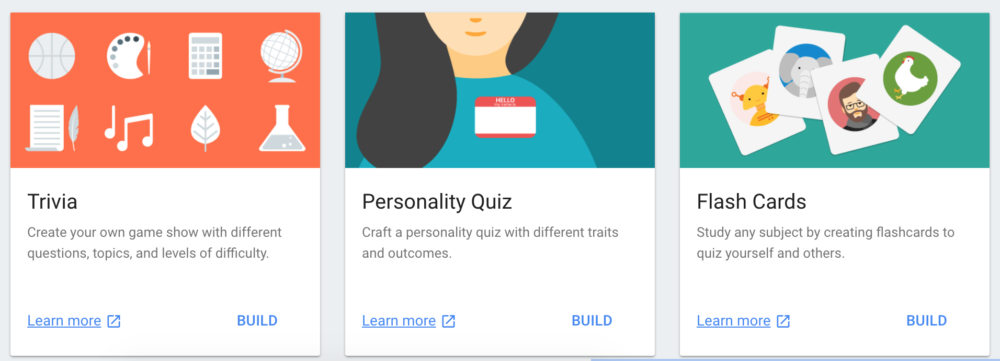 Trivia
Create your own game show with different
questions, topics, and levels of difficulty.
Learn more
BUILD
HELLO
my name is
Personality Quiz
Craft a personality quiz with different traits
and outcomes.
Learn more
BUILD
Flash Cards
Study any subject by creating flashcards to
quiz yourself and others.
Learn more
BUILD